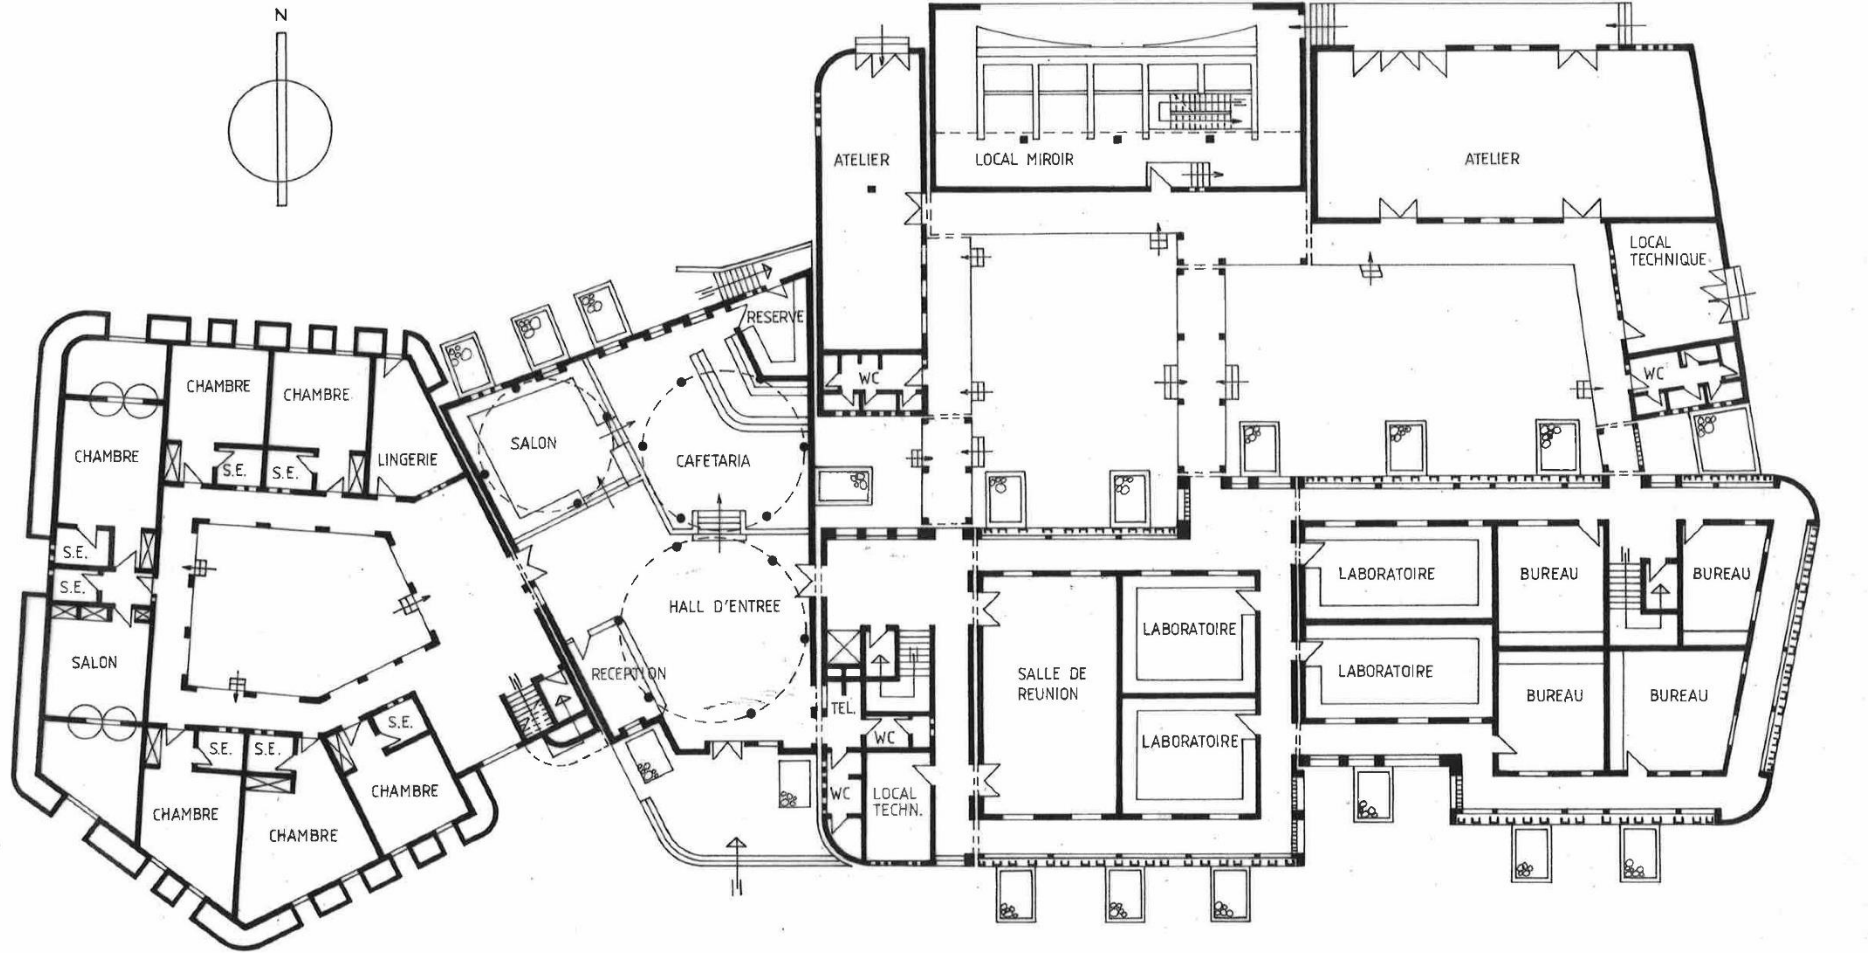 N
ATELIER
LOCAL MIROIR
ATELIER
LOCAL
TECHNIQUE
RESERVE
WC
WC
CHAMBRE
CHAMBRE
CHAMBRE
LINGERIE
S.E.
S.E.
SALON
CAFETARIA
S.E.
S.E.
SALON
HALL D'ENTREE
RECEPTION
TEL.
WC
WC
LOCAL
TECHN.
SALLE DE
REUNION
LABORATOIRE
LABORATOIRE
LABORATOIRE
LABORATOIRE
BUREAU
BUREAU
BUREAU
BUREAU
S.E.
S.E.
S.E.
CHAMBRE
CHAMBRE
CHAMBRE